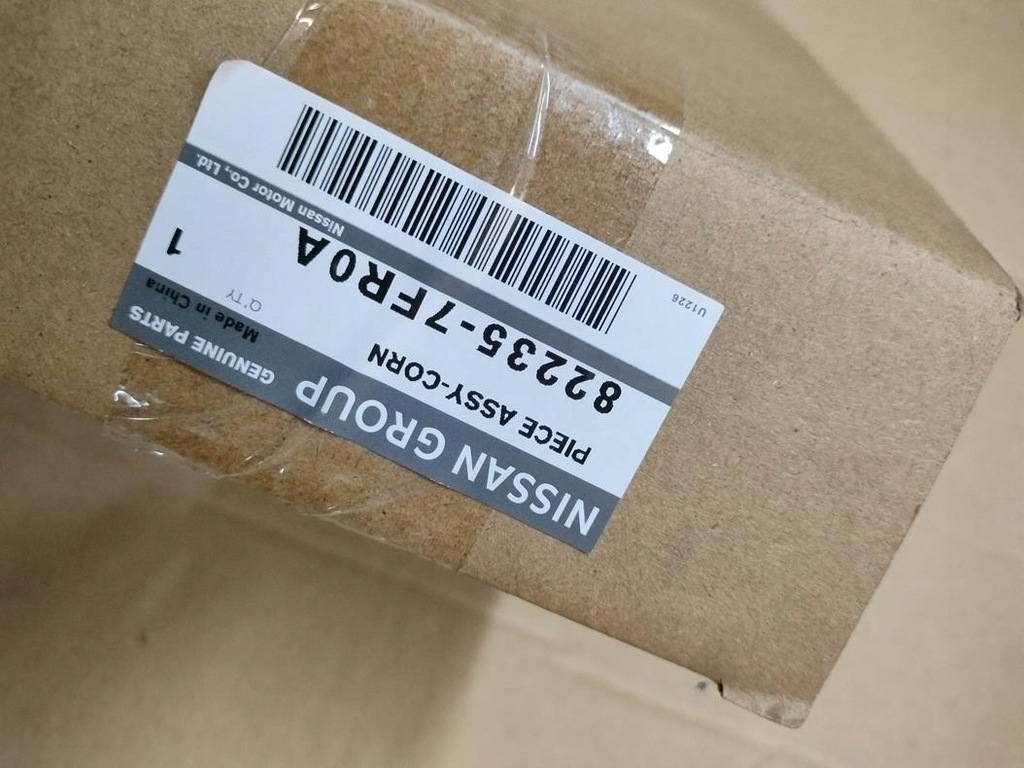 NISSAN GROUP GENUINE PARTS
PIECE ASSY-CORN Made in China
82235-7FR0A Q'TY 1
Nissan Motor Co., Ltd.
U1226